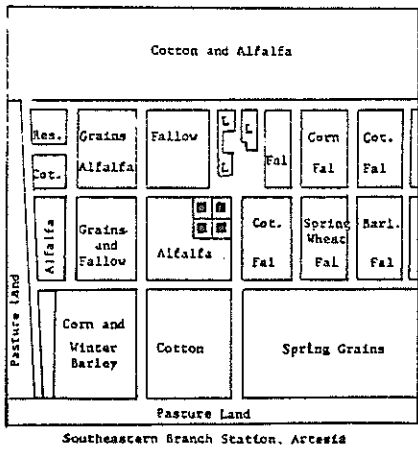 Cotton and Alfalfa
Res.
Grains
Alfalfa
Fallow
L
L
L
Fal
Corn
Fal
Cot.
Fal
Cot.
Alfalfa
Grains
and
Fallow
Alfalfa
Cot.
Fal
Spring
Wheat
Fal
Barl.
Fal
Pasture Land
Corn and
Winter
Barley
Cotton
Spring Grains
Pasture Land
Southeastern Branch Station, Artesia